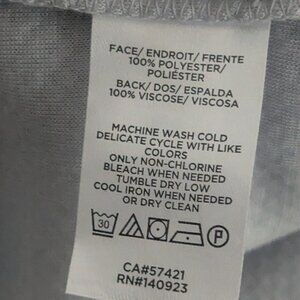 FACE/ ENDROIT/ FRENTE
100% POLYESTER/
POLIÉSTER
BACK/ DOS/ ESPALDA
100% VISCOSE/ VISCOSA
MACHINE WASH COLD
DELICATE CYCLE WITH LIKE
COLORS
ONLY NON-CHLORINE
BLEACH WHEN NEEDED
TUMBLE DRY LOW
COOL IRON WHEN NEEDED
OR DRY CLEAN
30 P
CA#57421
RN#140923